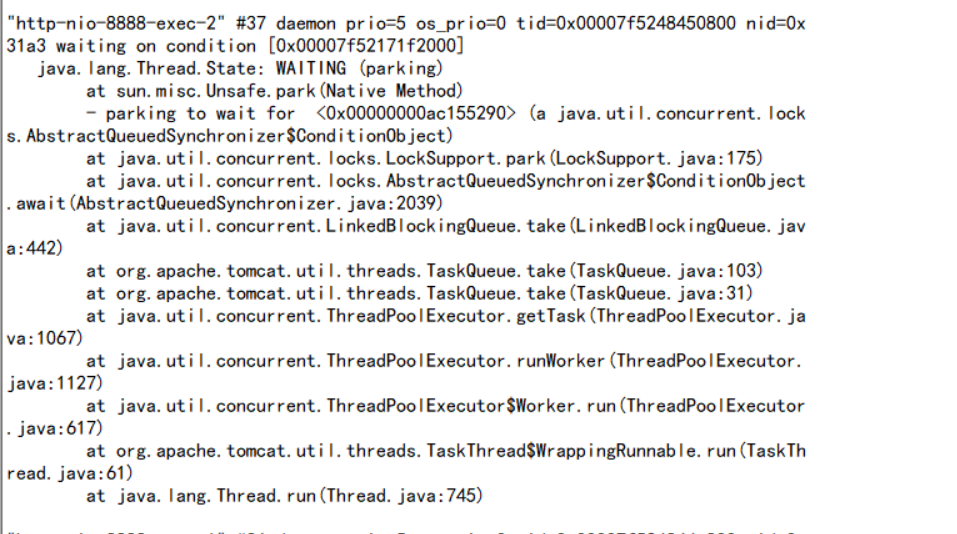 "http-nio-8888-exec-2" #37 daemon prio=5 os_prio=0 tid=0x00007f5248450800 nid=0x
31a3 waiting on condition [0x00007f52171f2000]
   java.lang.Thread.State: WAITING (parking)
        at sun.misc.Unsafe.park(Native Method)
        - parking to wait for  <0x00000000ac155290> (a java.util.concurrent.lock
s.AbstractQueuedSynchronizer$ConditionObject)
        at java.util.concurrent.locks.LockSupport.park(LockSupport.java:175)
        at java.util.concurrent.locks.AbstractQueuedSynchronizer$ConditionObject
.await(AbstractQueuedSynchronizer.java:2039)
        at java.util.concurrent.LinkedBlockingQueue.take(LinkedBlockingQueue.jav
a:442)
        at org.apache.tomcat.util.threads.TaskQueue.take(TaskQueue.java:103)
        at org.apache.tomcat.util.threads.TaskQueue.take(TaskQueue.java:31)
        at java.util.concurrent.ThreadPoolExecutor.getTask(ThreadPoolExecutor.ja
va:1067)
        at java.util.concurrent.ThreadPoolExecutor.runWorker(ThreadPoolExecutor.
java:1127)
        at java.util.concurrent.ThreadPoolExecutor$Worker.run(ThreadPoolExecutor
.java:617)
        at org.apache.tomcat.util.threads.TaskThread$WrappingRunnable.run(TaskTh
read.java:61)
        at java.lang.Thread.run(Thread.java:745)